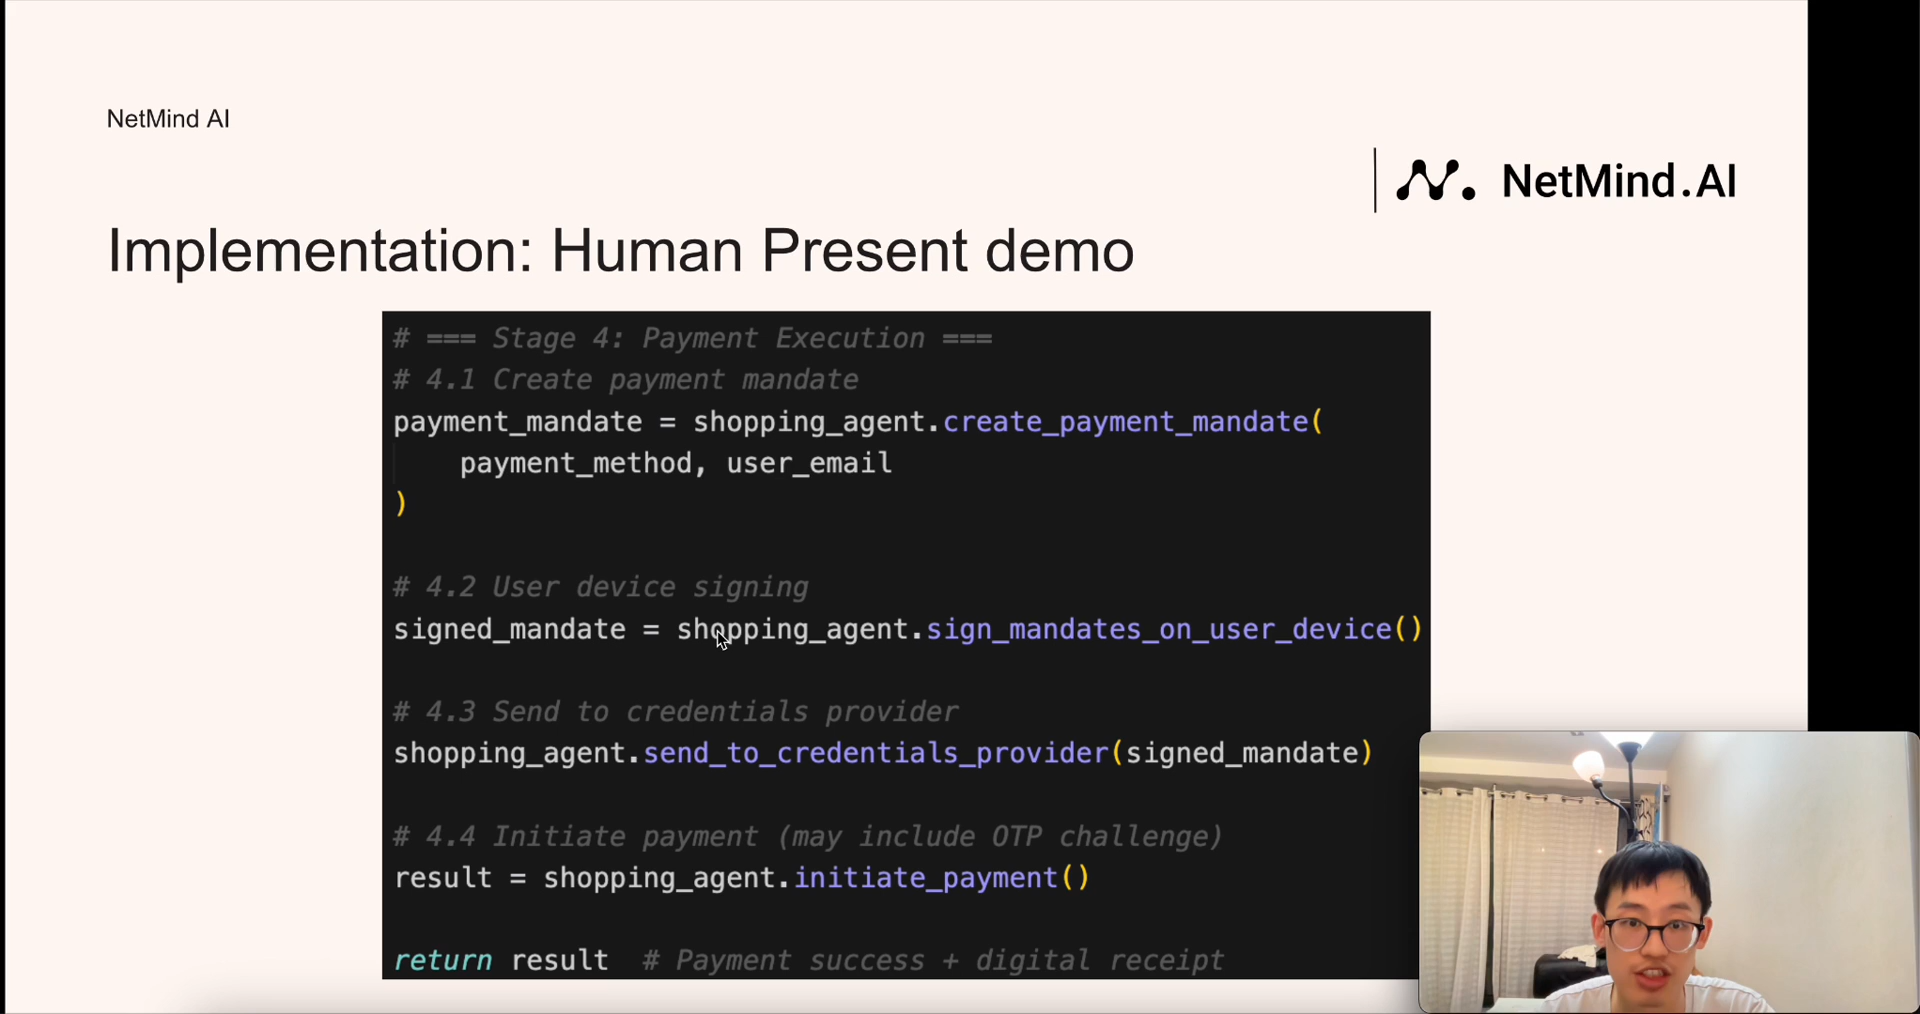 NetMind AI
NetMind.AI
Implementation: Human Present demo
# === Stage 4: Payment Execution ===
# 4.1 Create payment mandate
payment_mandate = shopping_agent.create_payment_mandate(
    payment_method, user_email
)
# 4.2 User device signing
signed_mandate = shopping_agent.sign_mandates_on_user_device()
# 4.3 Send to credentials provider
shopping_agent.send_to_credentials_provider(signed_mandate)
# 4.4 Initiate payment (may include OTP challenge)
result = shopping_agent.initiate_payment()
return result  # Payment success + digital receipt